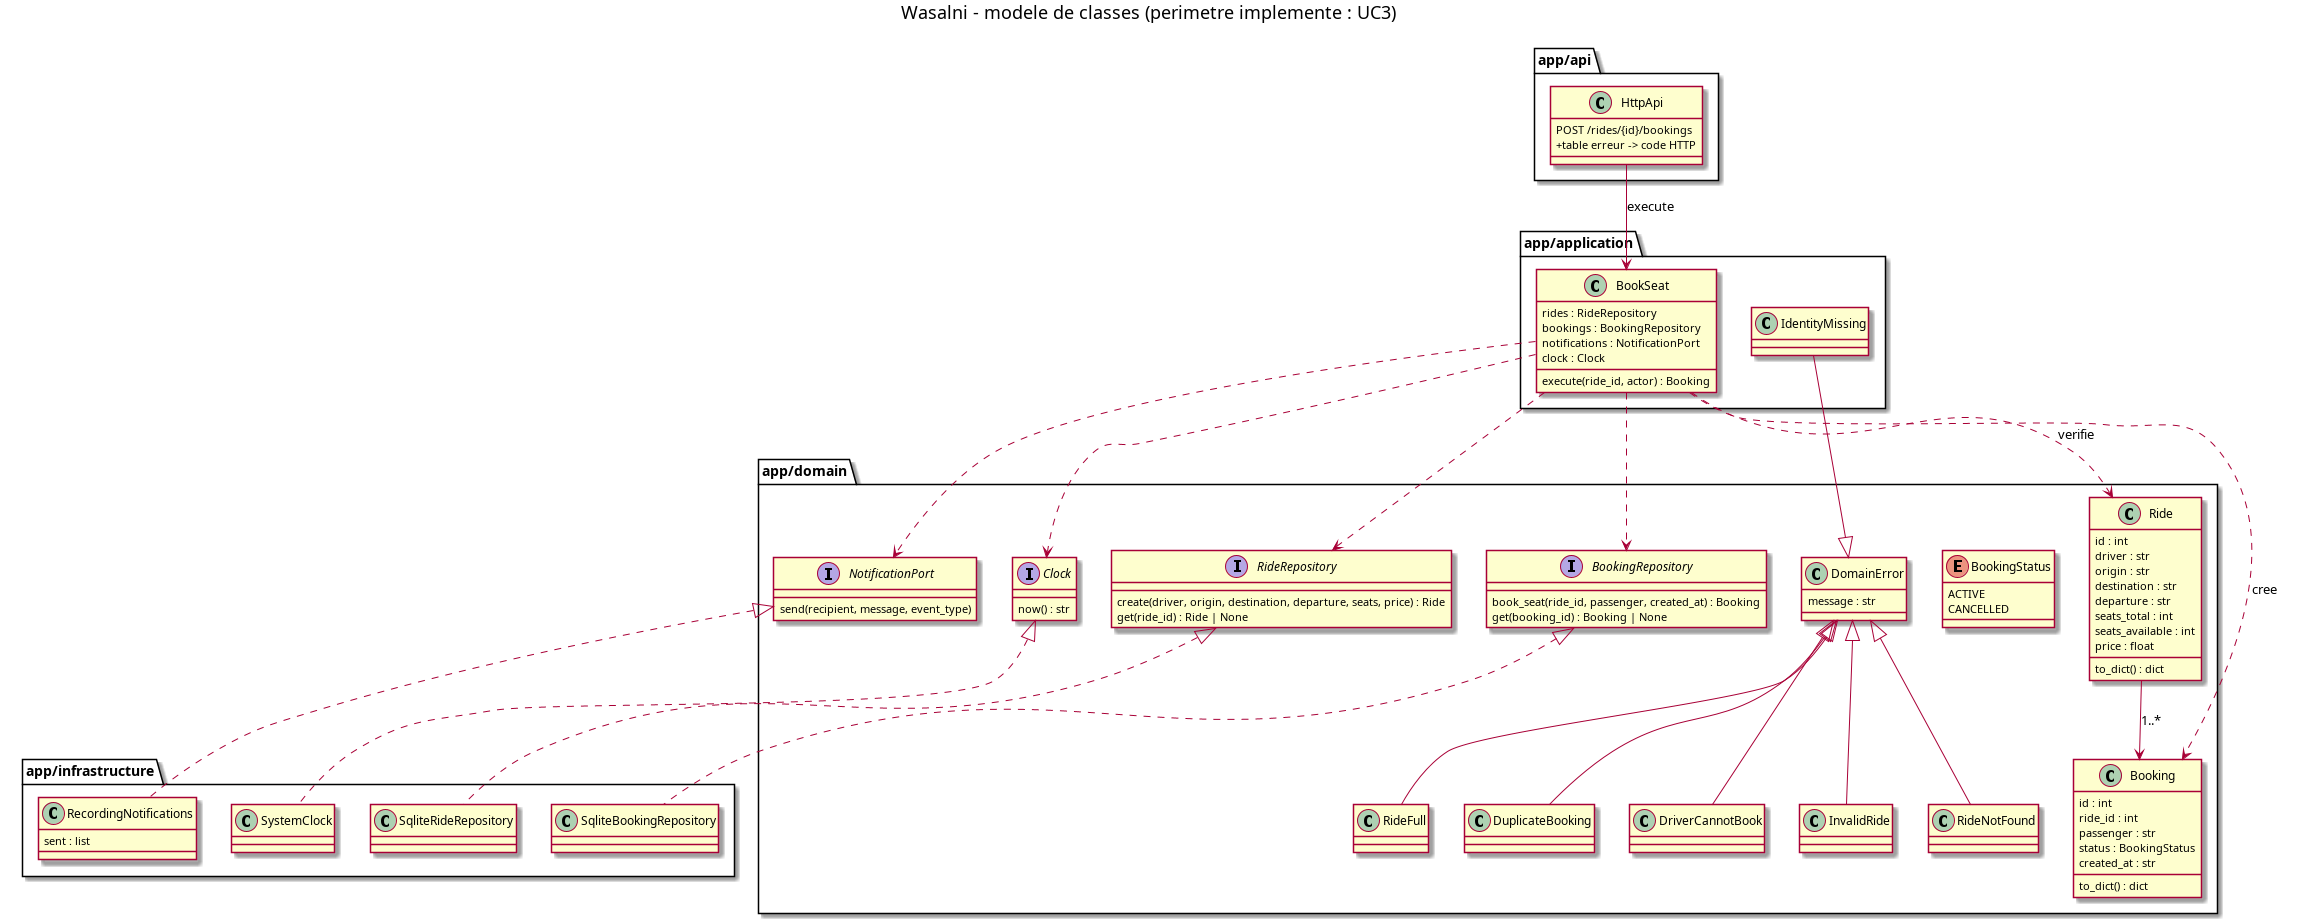 Wasalni - modele de classes (perimetre implemente : UC3)
app/api
C HttpApi
POST /rides/{id}/bookings
+table erreur -> code HTTP
execute
app/application
C BookSeat
rides : RideRepository
bookings : BookingRepository
notifications : NotificationPort
clock : Clock
execute(ride_id, actor) : Booking
C IdentityMissing
verifie
cree
app/domain
I NotificationPort
send(recipient, message, event_type)
I Clock
now() : str
I RideRepository
create(driver, origin, destination, departure, seats, price) : Ride
get(ride_id) : Ride | None
I BookingRepository
book_seat(ride_id, passenger, created_at) : Booking
get(booking_id) : Booking | None
C DomainError
message : str
E BookingStatus
ACTIVE
CANCELLED
C Ride
id : int
driver : str
origin : str
destination : str
departure : str
seats_total : int
seats_available : int
price : float
to_dict() : dict
1..*
app/infrastructure
C RecordingNotifications
sent : list
C SystemClock
C SqliteRideRepository
C SqliteBookingRepository
C RideFull
C DuplicateBooking
C DriverCannotBook
C InvalidRide
C RideNotFound
C Booking
id : int
ride_id : int
passenger : str
status : BookingStatus
created_at : str
to_dict() : dict